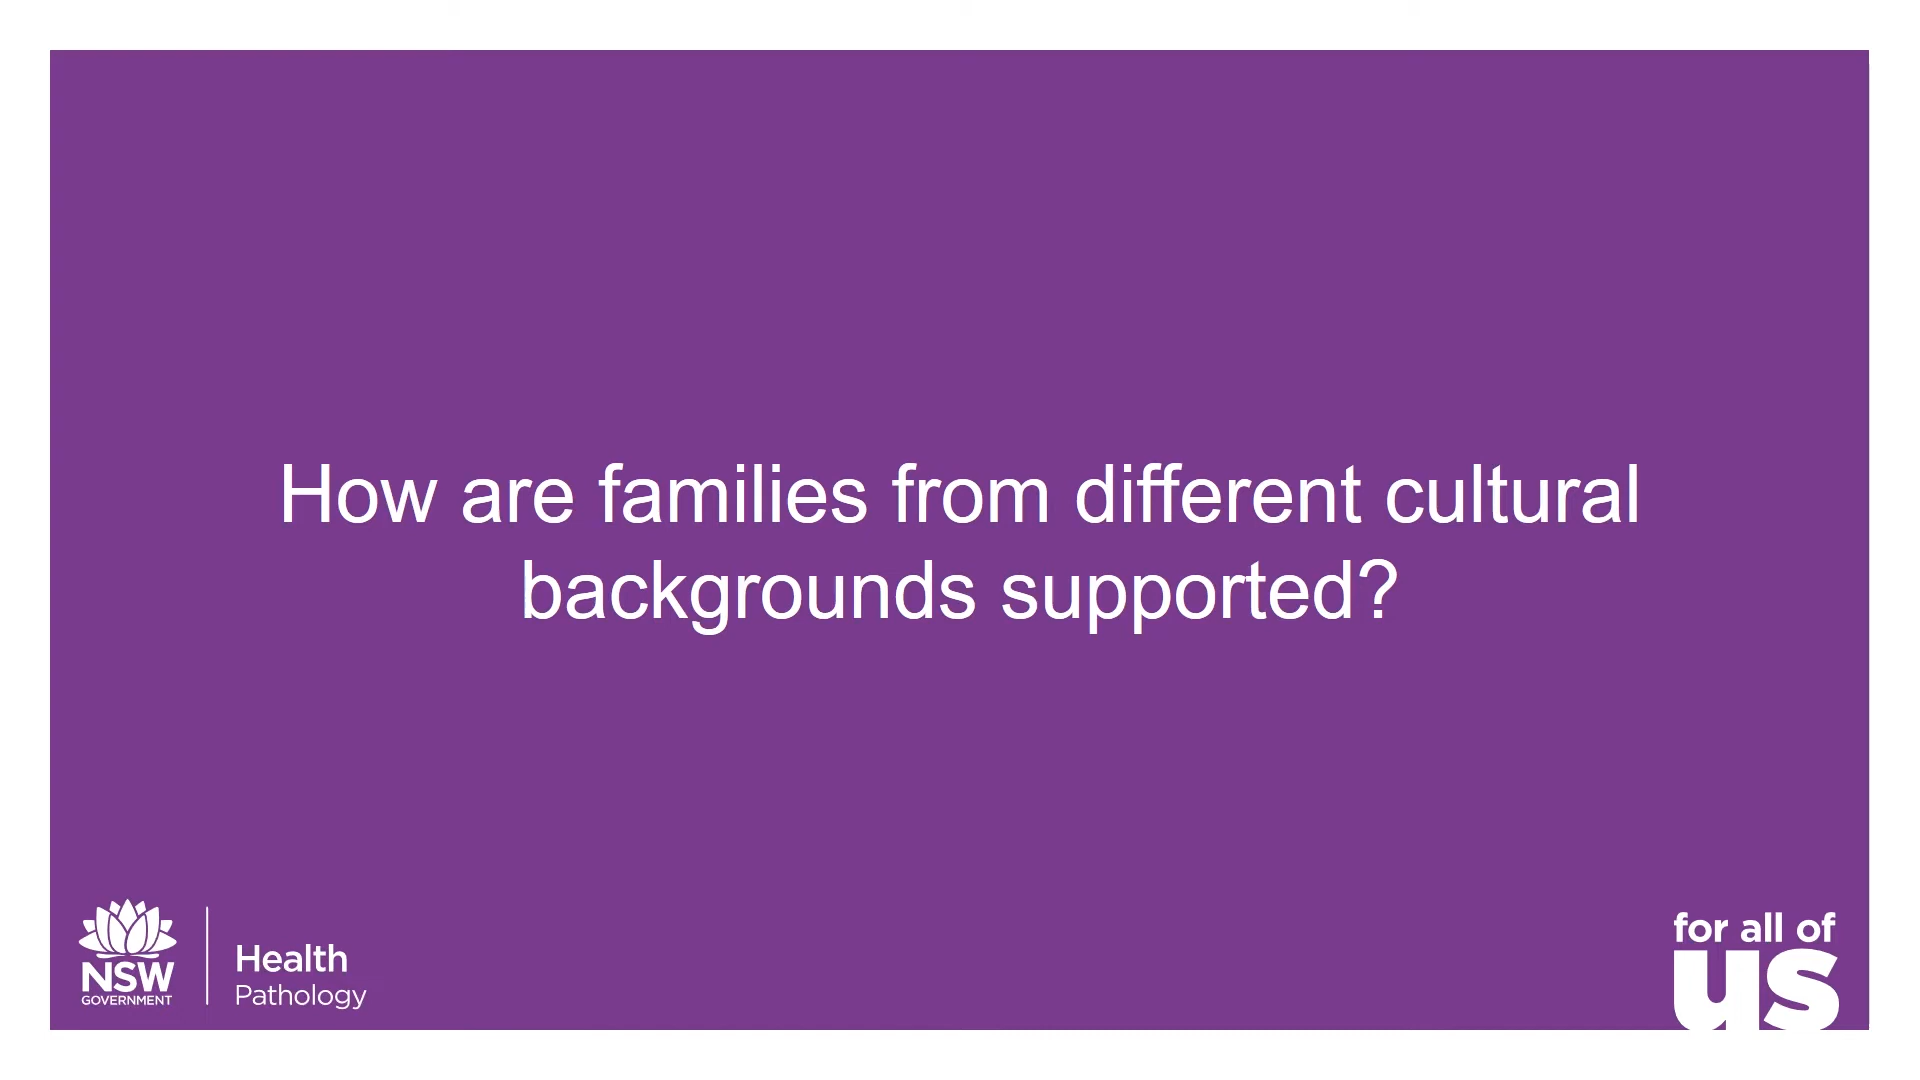 How are families from different cultural
backgrounds supported?
NSW
GOVERNMENT
Health
Pathology
for all of
us